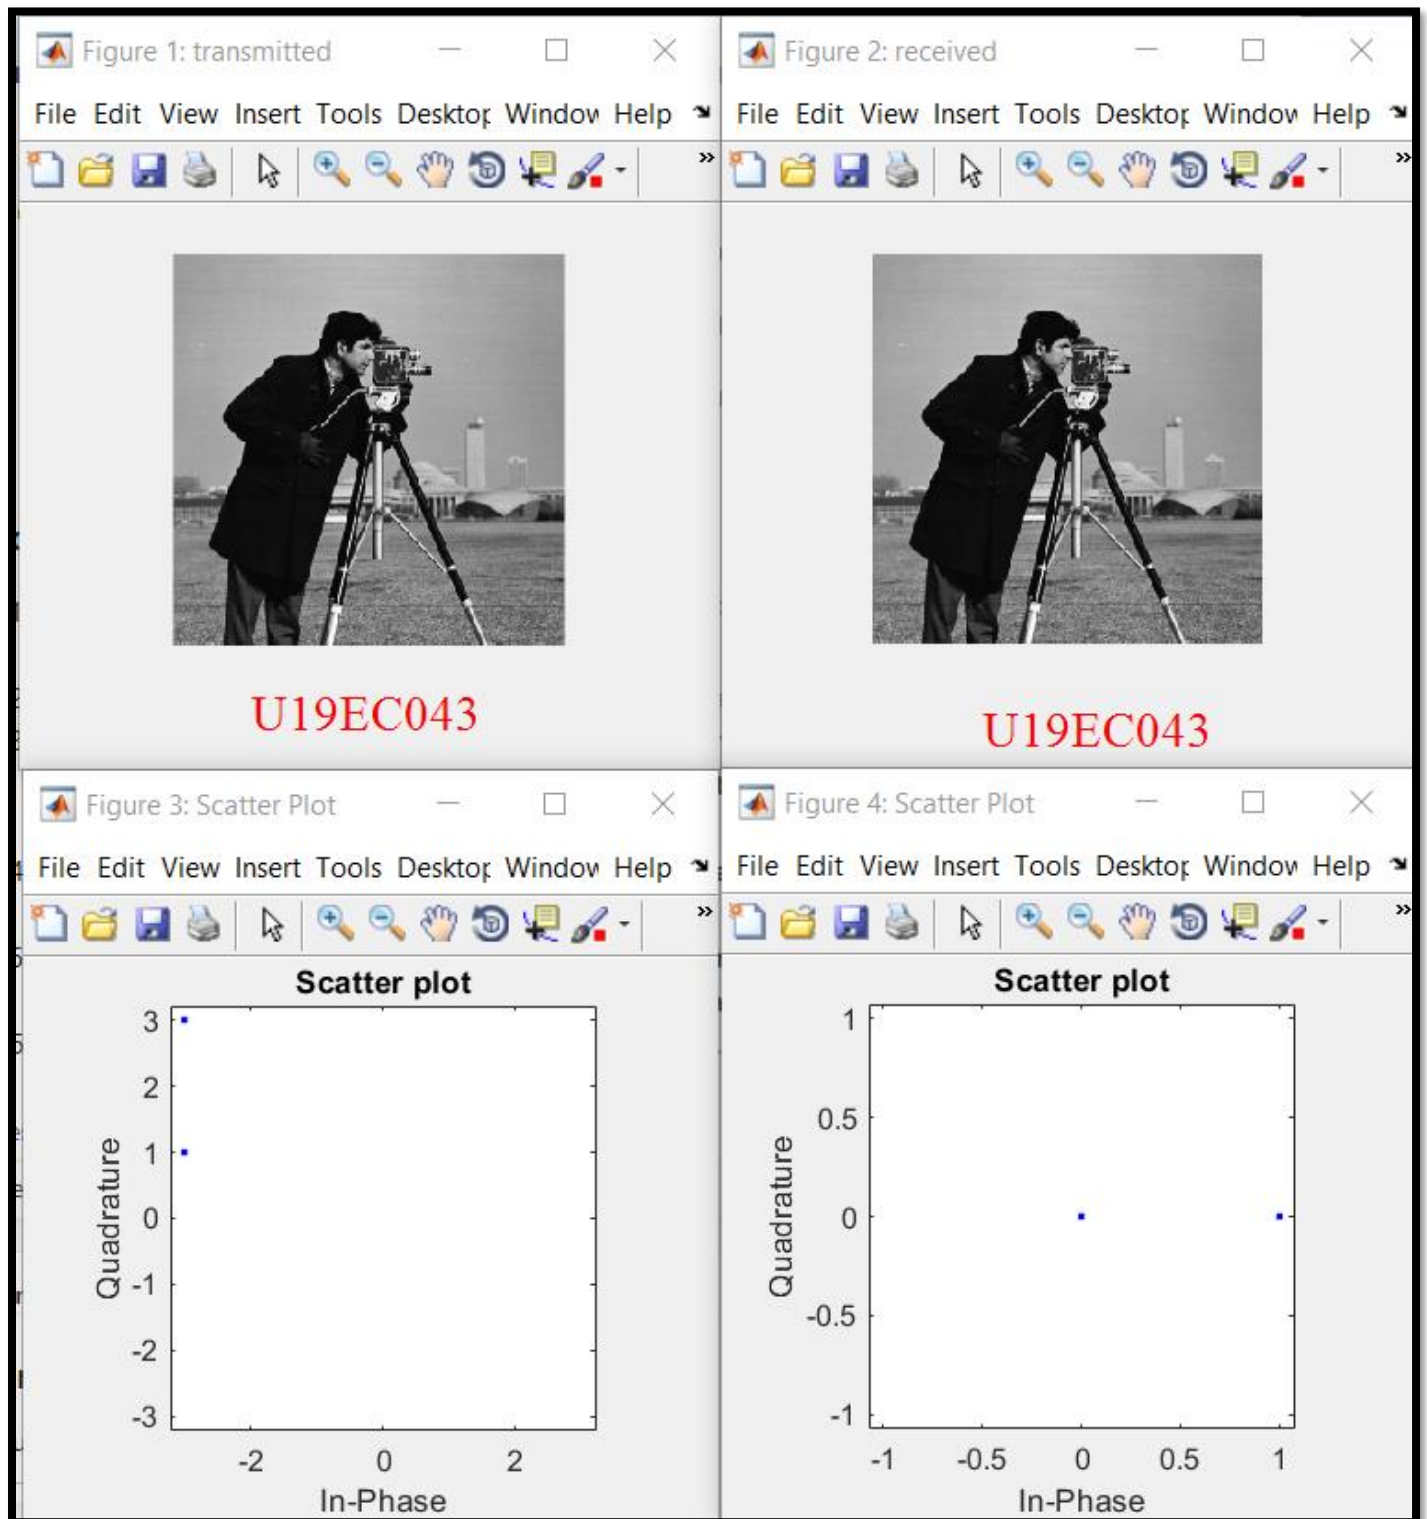 Figure 1: transmitted
File Edit View Insert Tools Desktop Window Help
U19EC043
Figure 2: received
File Edit View Insert Tools Desktop Window Help
U19EC043
Figure 3: Scatter Plot
File Edit View Insert Tools Desktop Window Help
Scatter plot
3
2
1
0
-1
-2
-3
Quadrature
-2 0 2
In-Phase
Figure 4: Scatter Plot
File Edit View Insert Tools Desktop Window Help
Scatter plot
1
0.5
0
-0.5
-1
Quadrature
-1 -0.5 0 0.5 1
In-Phase